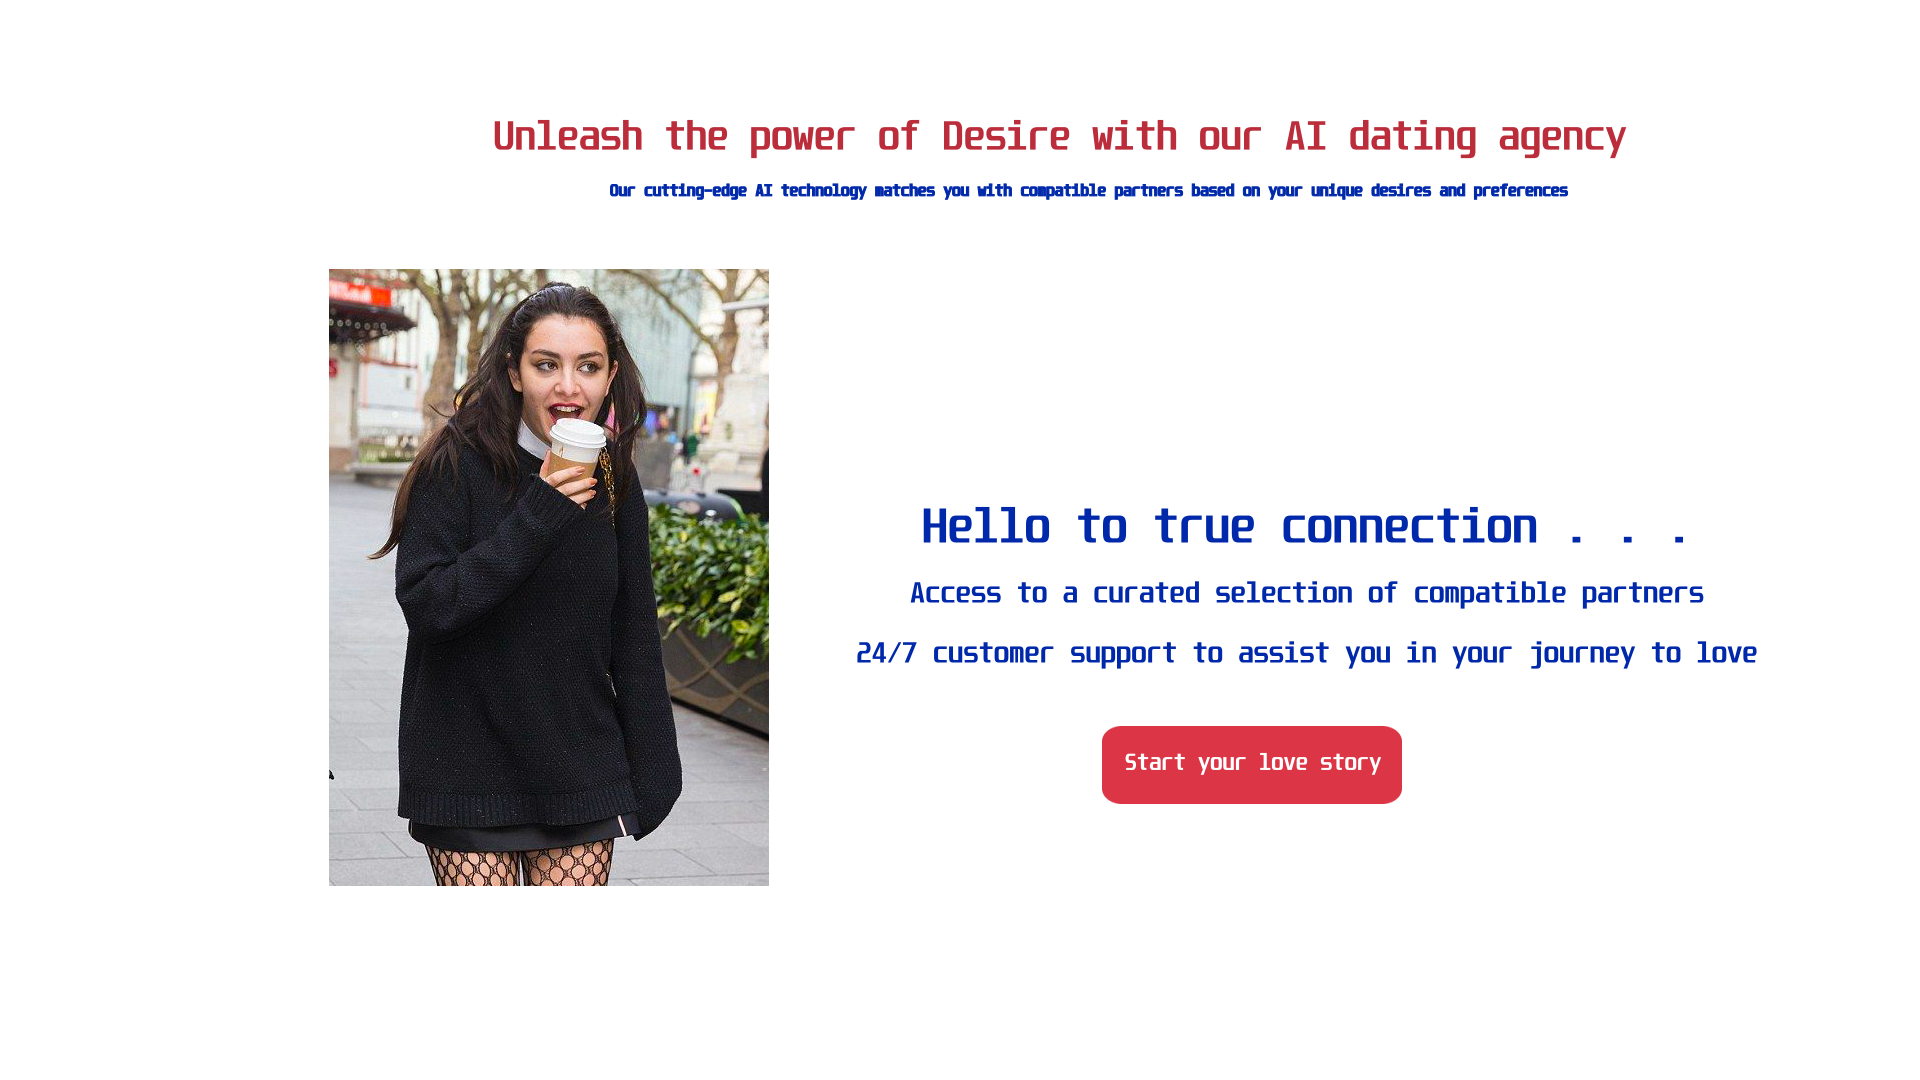 Unleash the power of Desire with our AI dating agency
Our cutting-edge AI technology matches you with compatible partners based on your unique desires and preferences
Hello to true connection . . .
Access to a curated selection of compatible partners
24/7 customer support to assist you in your journey to love
Start your love story